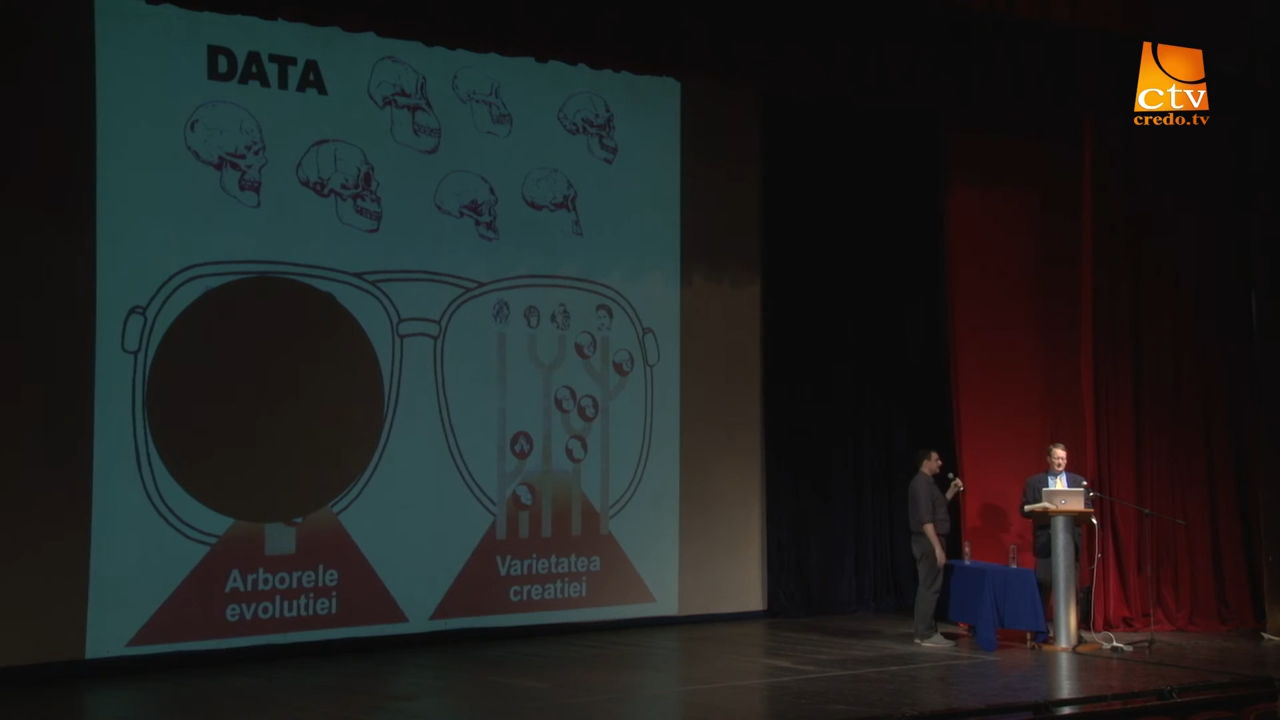 DATA
ctv
credo.tv
Arborele
evolutiei
Varietatea
creatiei